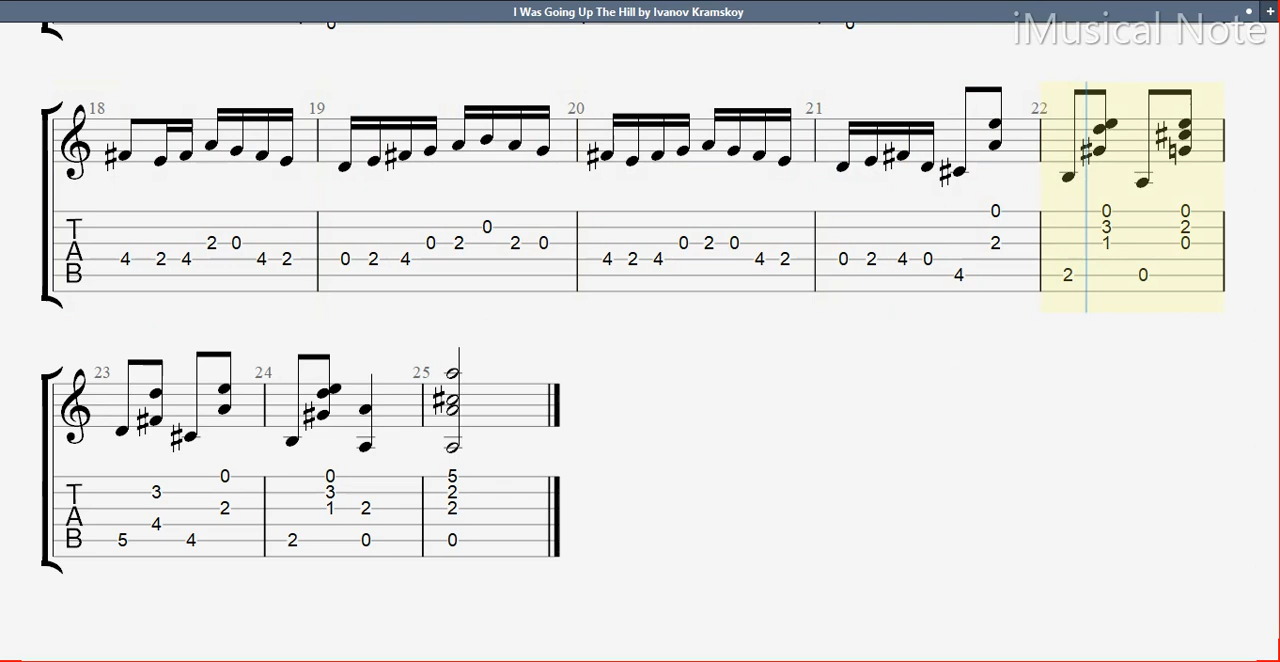 I Was Going Up The Hill by Ivanov Kramskoy
iMusical Note
0 0
18 19 20 21 22
T 0 0 0
0 3 2
A 2 0 0 2 2 0 0 2 0 2 1 0
4 2 4 4 2 0 2 4 4 2 4 4 2 0 2 4 0
B 4 2 0
23 24 25
0 0 5
T 3 3 2
A 2 1 2 2
4
B 5 4 2 0 0